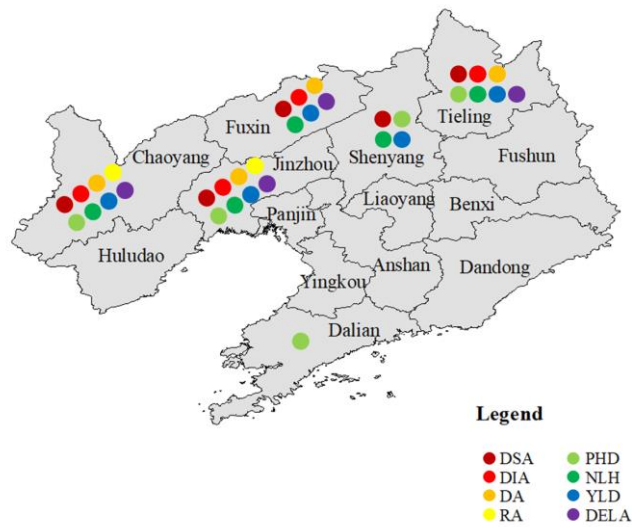 Tieling
Fuxin
Chaoyang
Jinzhou
Shenyang
Fushun
Liaoyang
Benxi
Panjin
Huludao
Anshan
Dandong
Yingkou
Dalian
Legend
DSA PHD
DIA NLH
DA YLD
RA DELA